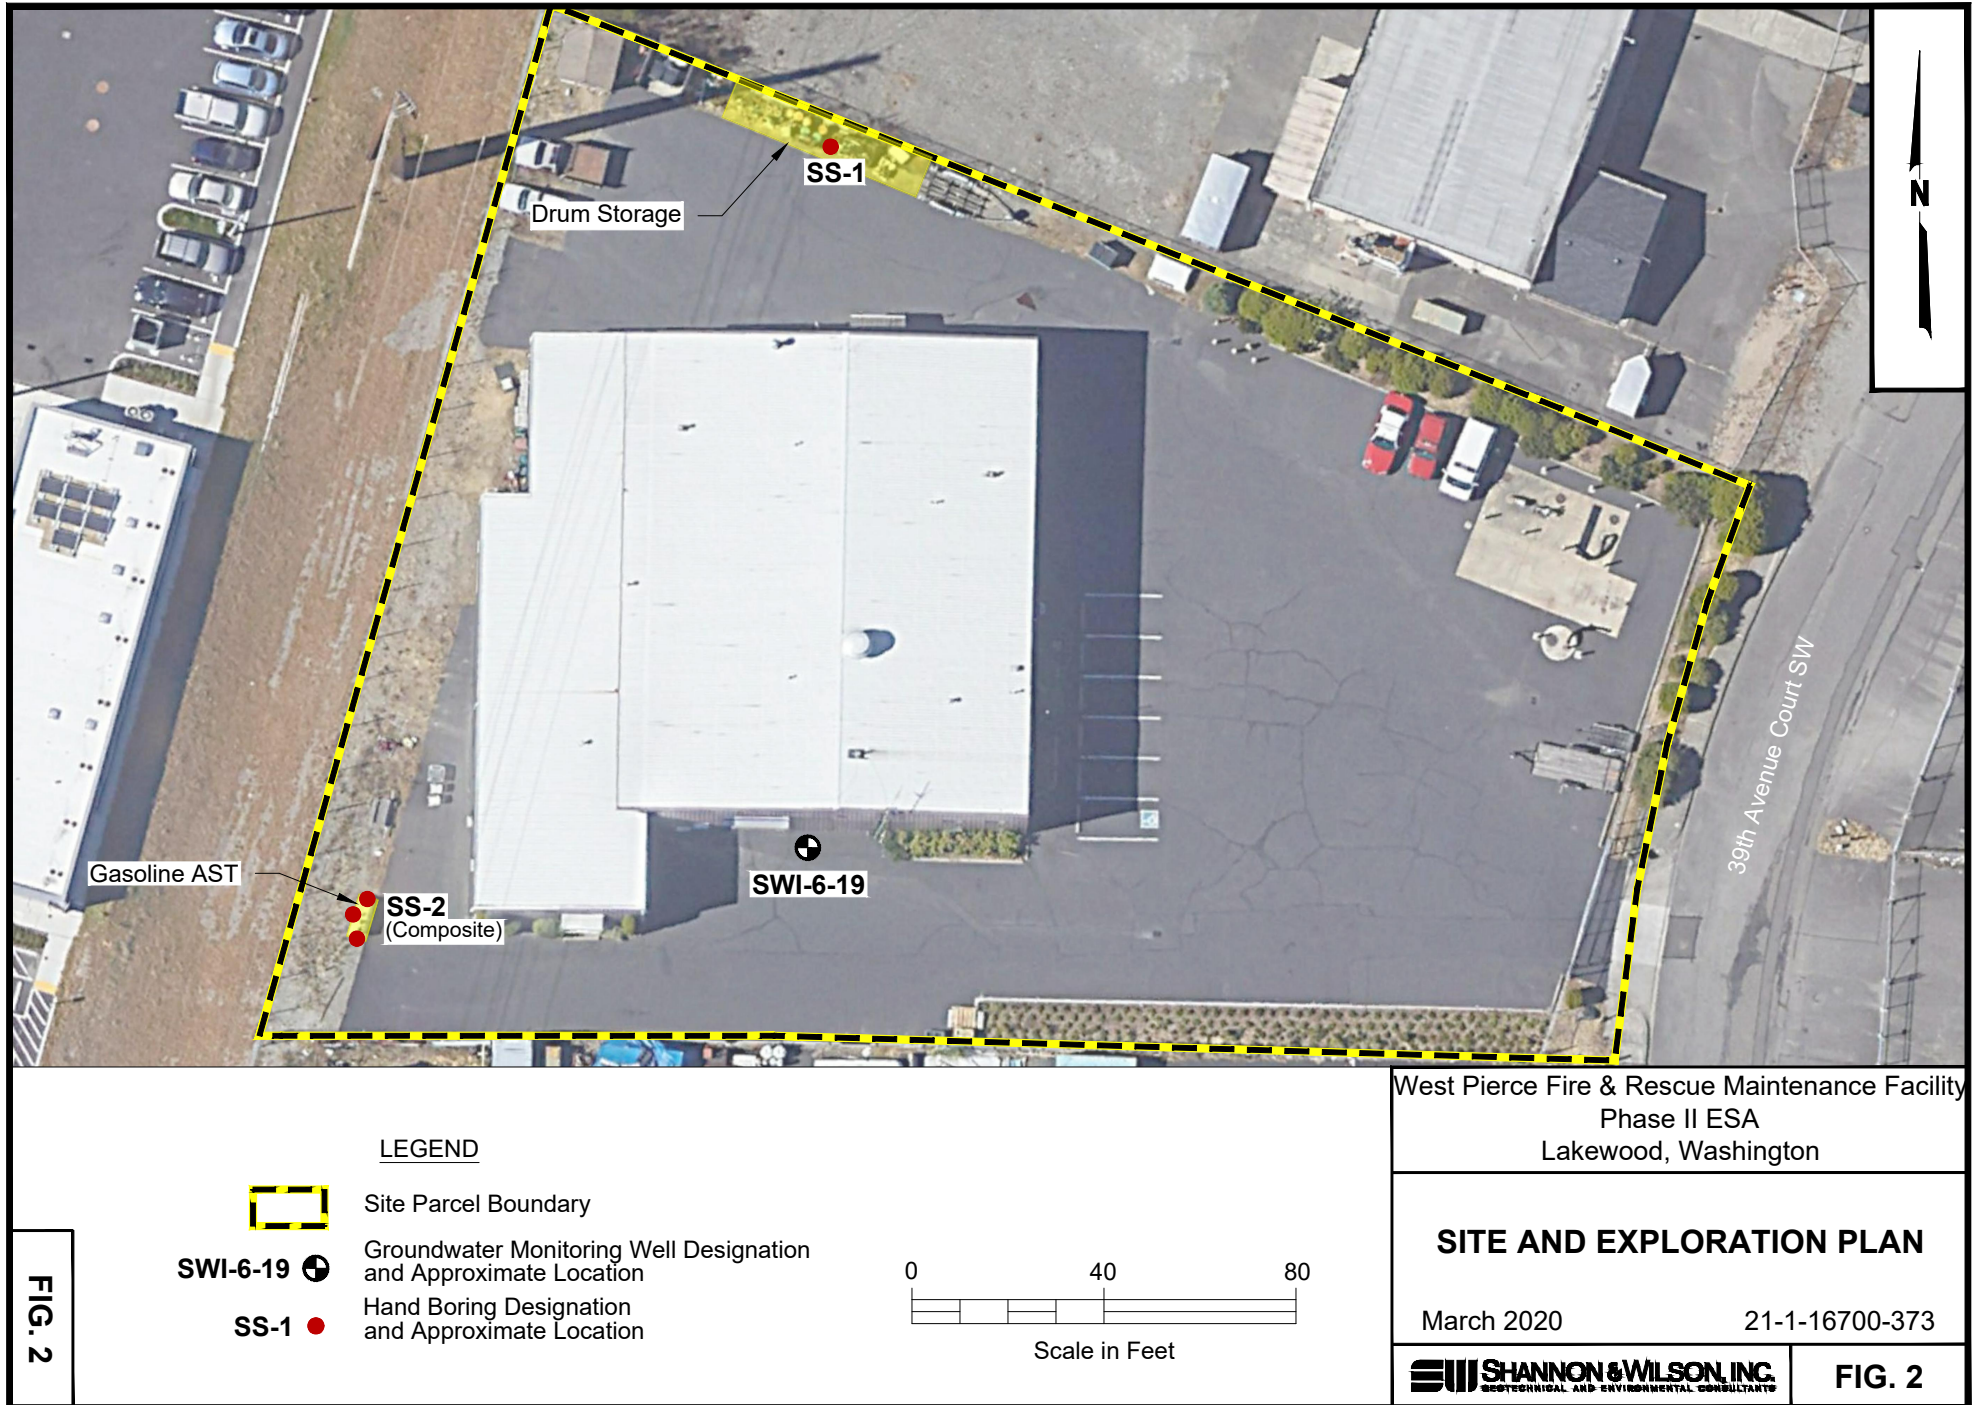 N
SS-1
Drum Storage
39th Avenue Court SW
Gasoline AST
SWI-6-19
SS-2
(Composite)
LEGEND
Site Parcel Boundary
SWI-6-19
Groundwater Monitoring Well Designation
and Approximate Location
SS-1
Hand Boring Designation
and Approximate Location
0 40 80
Scale in Feet
FIG. 2
West Pierce Fire & Rescue Maintenance Facility
Phase II ESA
Lakewood, Washington
SITE AND EXPLORATION PLAN
March 2020 21-1-16700-373
SHANNON & WILSON, INC.
GEOTECHNICAL AND ENVIRONMENTAL CONSULTANTS
FIG. 2